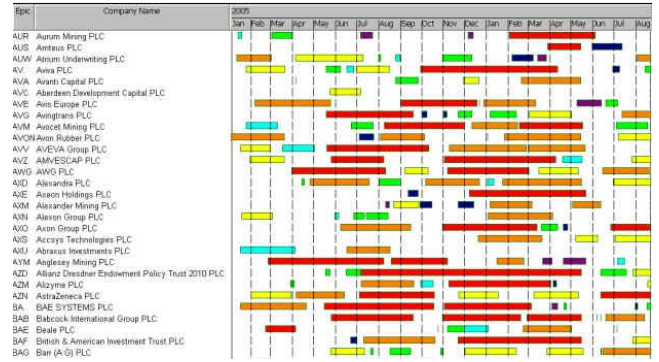 Epic Company Name 2005
Jan Feb Mar Apr May Jun Jul Aug Sep Oct Nov Dec Jan Feb Mar Apr May Jun Jul Aug
AUR Aurum Mining PLC
AUS Amteus PLC
AUW Atrium Underwriting PLC
AV. Aviva PLC
AVA Avanti Capital PLC
AVC Aberdeen Development Capital PLC
AVE Avis Europe PLC
AVG Avingtrans PLC
AVM Avocet Mining PLC
AVON Avon Rubber PLC
AVV AVEVA Group PLC
AVZ AMVESCAP PLC
AWG AWG PLC
AXD Alexandra PLC
AXE Axeon Holdings PLC
AXM Alexander Mining PLC
AXN Alexon Group PLC
AXO Axon Group PLC
AXS Accsys Technologies PLC
AXU Abraxus Investments PLC
AYM Anglesey Mining PLC
AZD Allianz Dresdner Endowment Policy Trust 2010 PLC
AZM Alizyme PLC
AZN AstraZeneca PLC
BA. BAE SYSTEMS PLC
BAB Babcock International Group PLC
BAE Beale PLC
BAF British & American Investment Trust PLC
BAG Barr (A G) PLC